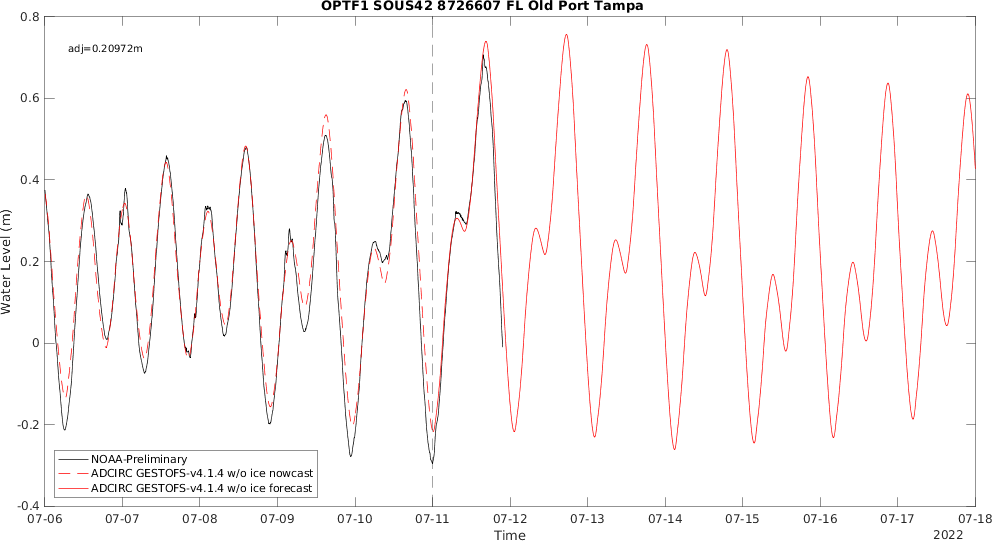 OPTF1 SOUS42 8726607 FL Old Port Tampa
0.8
adj=0.20972m
0.6
0.4
0.2
0
-0.2
-0.4
Water Level (m)
NOAA-Preliminary
ADCIRC GESTOFS-v4.1.4 w/o ice nowcast
ADCIRC GESTOFS-v4.1.4 w/o ice forecast
07-06 07-07 07-08 07-09 07-10 07-11 07-12 07-13 07-14 07-15 07-16 07-17 07-18
Time
2022